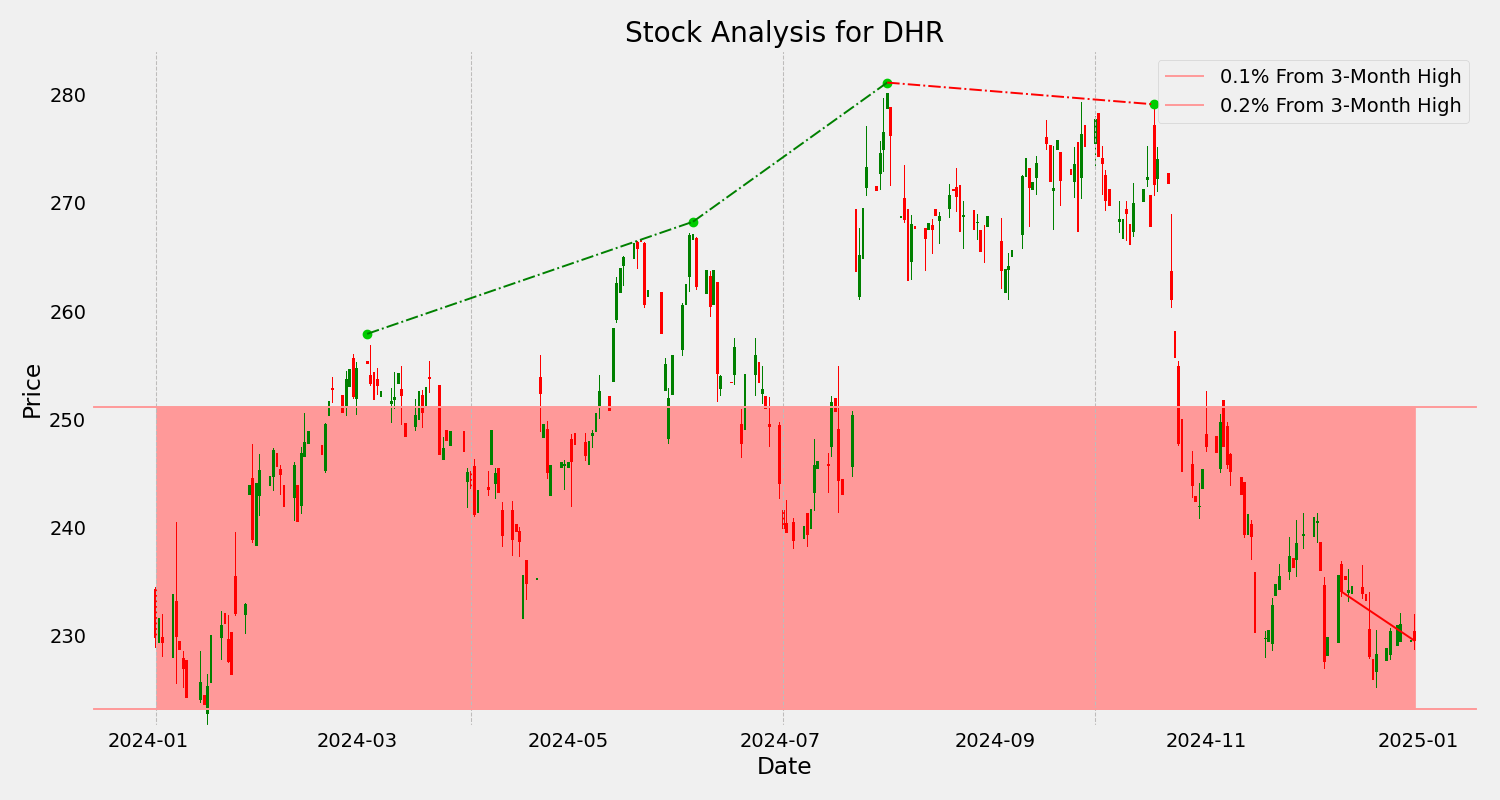 Stock Analysis for DHR
0.1% From 3-Month High
0.2% From 3-Month High
280
270
260
250
240
230
Price
2024-01 2024-03 2024-05 2024-07 2024-09 2024-11 2025-01
Date